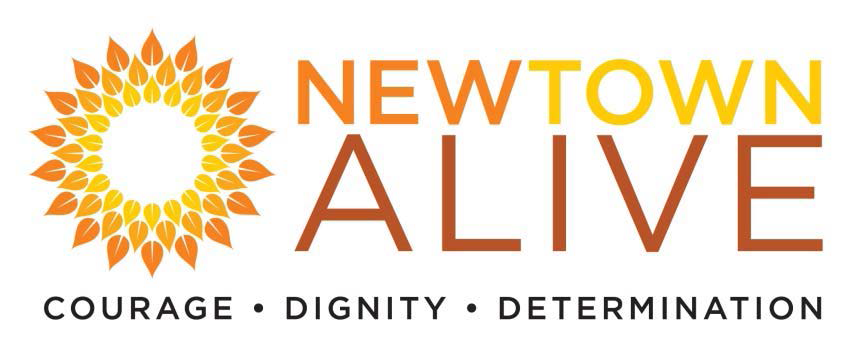 NEWTOWN
ALIVE
COURAGE • DIGNITY • DETERMINATION